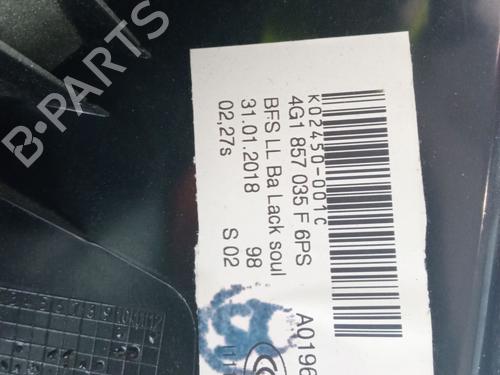 K02450-001C
4G1 857 035 F 6PS
BFS LL Ba Lack soul
31.01.2018 98
02,27s S 02
A0196
B-PARTS